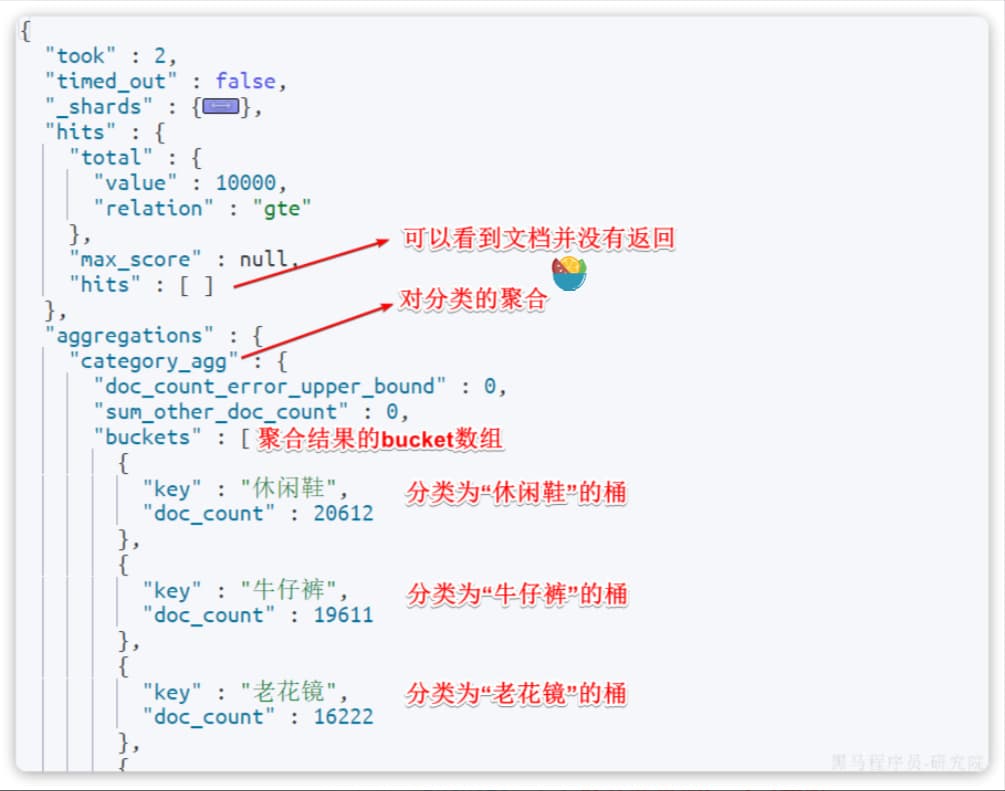 {
"took" : 2,
"timed_out" : false,
"_shards" : {},
"hits" : {
"total" : {
"value" : 10000,
"relation" : "gte"
},
可以看到文档并没有返回
"max_score" : null,
"hits" : [ ]
对分类的聚合
},
"aggregations" : {
"category_agg" : {
"doc_count_error_upper_bound" : 0,
"sum_other_doc_count" : 0,
"buckets" : [ 聚合结果的bucket数组
{
"key" : "休闲鞋", 分类为“休闲鞋”的桶
"doc_count" : 20612
},
{
"key" : "牛仔裤", 分类为“牛仔裤”的桶
"doc_count" : 19611
},
{
"key" : "老花镜", 分类为“老花镜”的桶
"doc_count" : 16222
},
{
黑马程序员-研究院